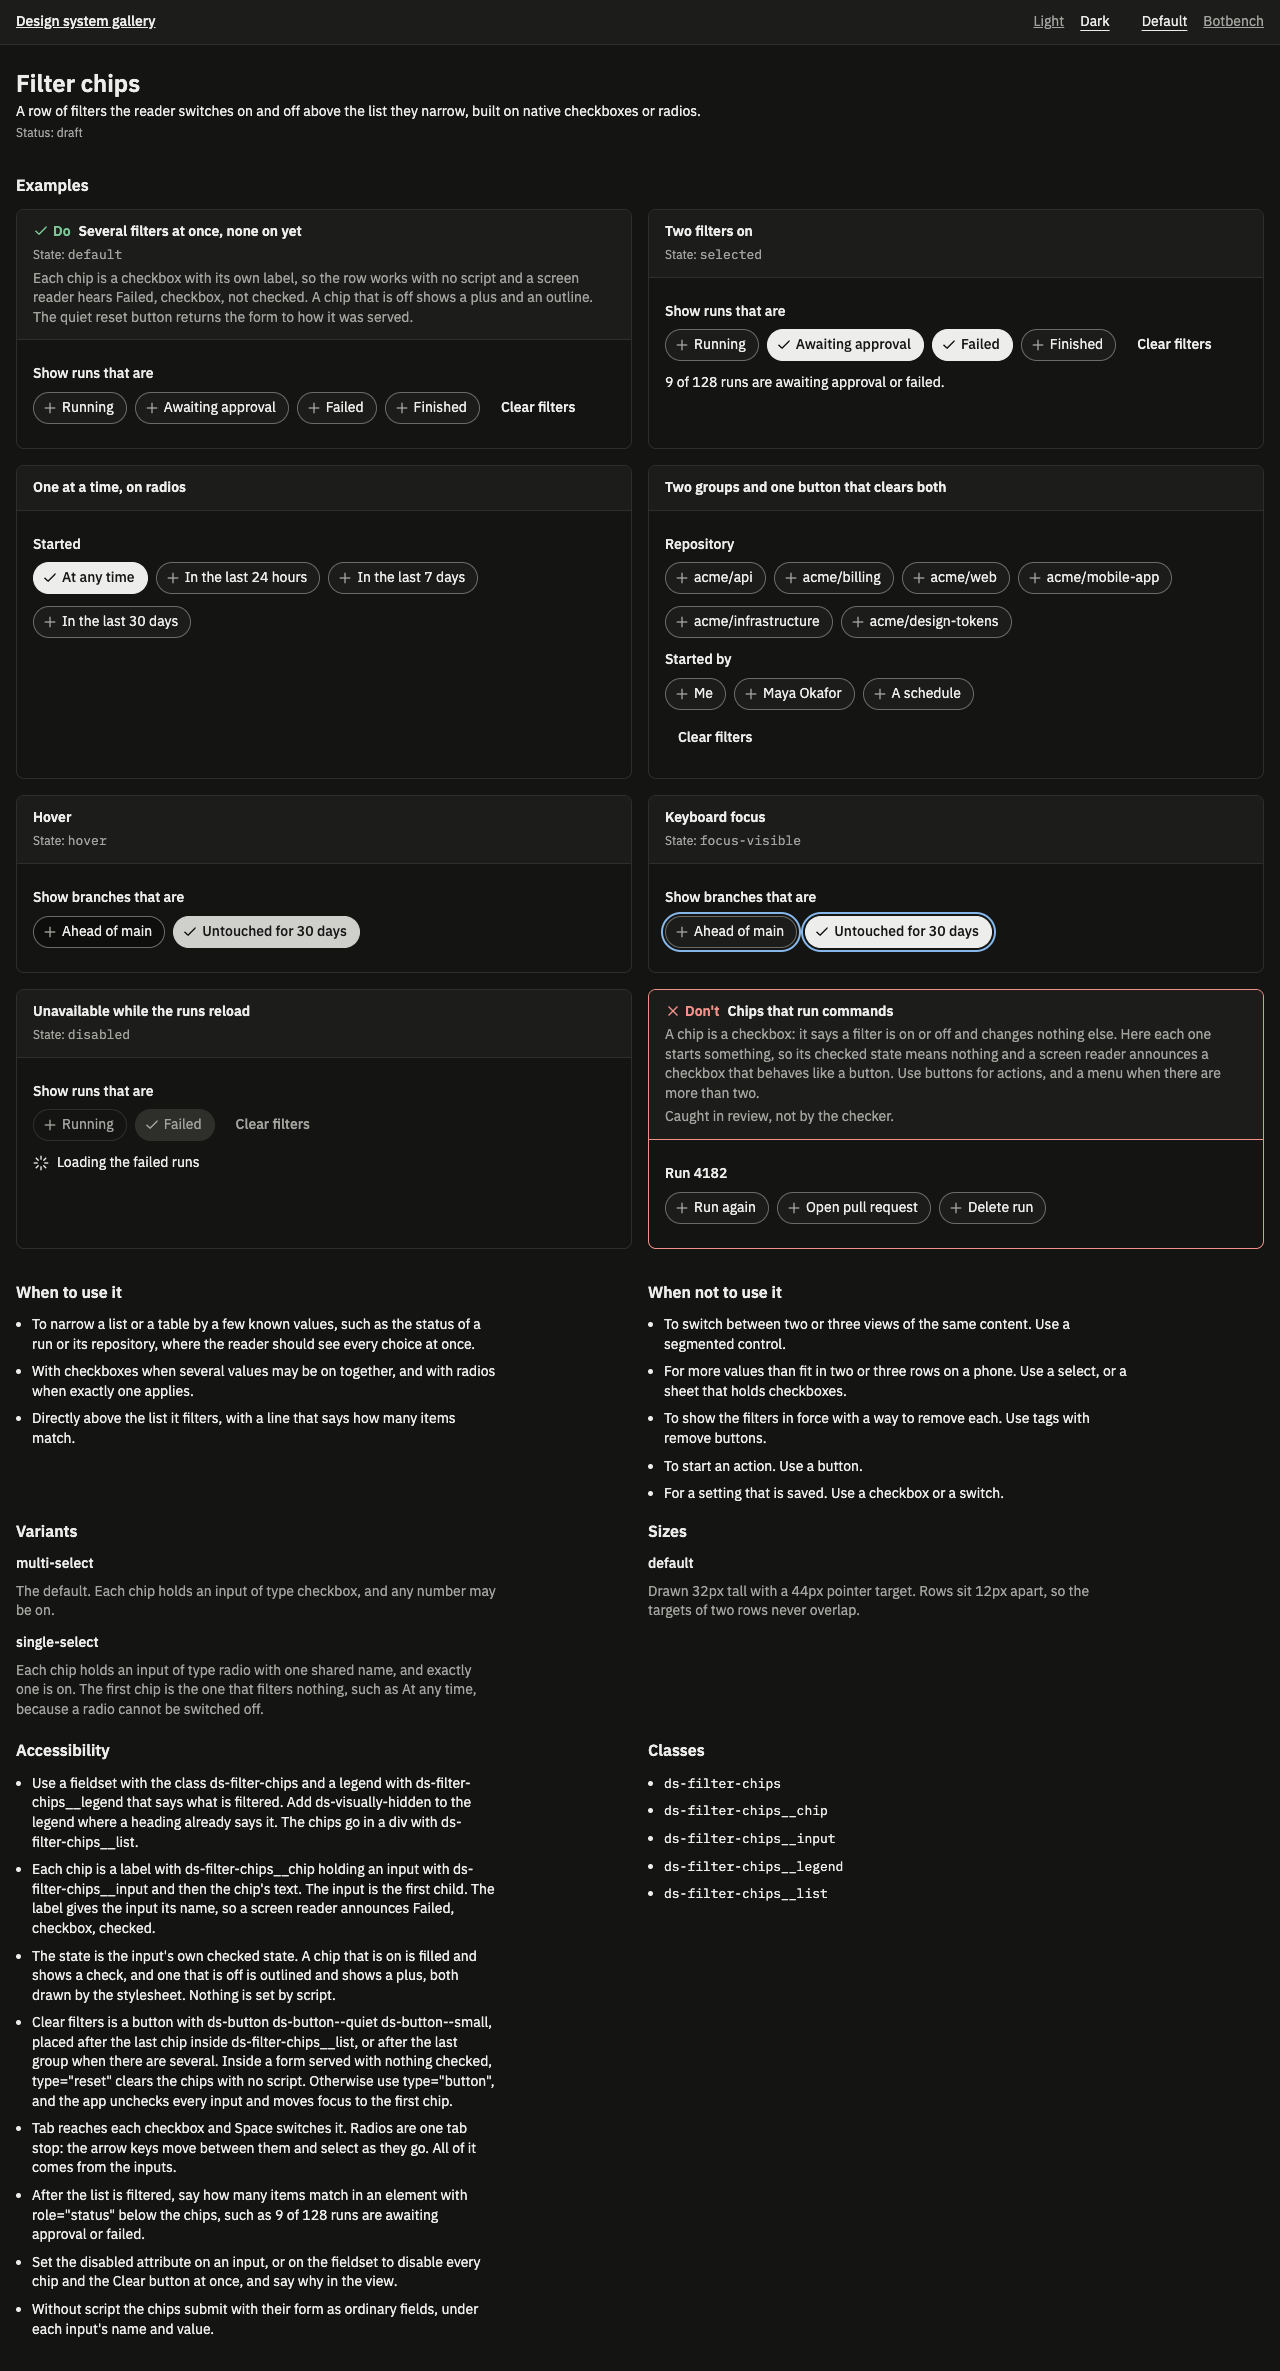 Design system gallery
Light Dark Default Botbench
Filter chips
A row of filters the reader switches on and off above the list they narrow, built on native checkboxes or radios.
Status: draft
Examples
Do Several filters at once, none on yet
State: default
Each chip is a checkbox with its own label, so the row works with no script and a screen
reader hears Failed, checkbox, not checked. A chip that is off shows a plus and an outline.
The quiet reset button returns the form to how it was served.
Show runs that are
Running Awaiting approval Failed Finished Clear filters
Two filters on
State: selected
Show runs that are
Running Awaiting approval Failed Finished Clear filters
9 of 128 runs are awaiting approval or failed.
One at a time, on radios
Started
At any time In the last 24 hours In the last 7 days
In the last 30 days
Two groups and one button that clears both
Repository
acme/api acme/billing acme/web acme/mobile-app
acme/infrastructure acme/design-tokens
Started by
Me Maya Okafor A schedule
Clear filters
Hover
State: hover
Show branches that are
Ahead of main Untouched for 30 days
Keyboard focus
State: focus-visible
Show branches that are
Ahead of main Untouched for 30 days
Unavailable while the runs reload
State: disabled
Show runs that are
Running Failed Clear filters
Loading the failed runs
Don't Chips that run commands
A chip is a checkbox: it says a filter is on or off and changes nothing else. Here each one
starts something, so its checked state means nothing and a screen reader announces a
checkbox that behaves like a button. Use buttons for actions, and a menu when there are
more than two.
Caught in review, not by the checker.
Run 4182
Run again Open pull request Delete run
When to use it
To narrow a list or a table by a few known values, such as the status of a
run or its repository, where the reader should see every choice at once.
With checkboxes when several values may be on together, and with radios
when exactly one applies.
Directly above the list it filters, with a line that says how many items
match.
When not to use it
To switch between two or three views of the same content. Use a
segmented control.
For more values than fit in two or three rows on a phone. Use a select, or a
sheet that holds checkboxes.
To show the filters in force with a way to remove each. Use tags with
remove buttons.
To start an action. Use a button.
For a setting that is saved. Use a checkbox or a switch.
Variants
multi-select
The default. Each chip holds an input of type checkbox, and any number may
be on.
single-select
Each chip holds an input of type radio with one shared name, and exactly
one is on. The first chip is the one that filters nothing, such as At any time,
because a radio cannot be switched off.
Sizes
default
Drawn 32px tall with a 44px pointer target. Rows sit 12px apart, so the
targets of two rows never overlap.
Accessibility
Use a fieldset with the class ds-filter-chips and a legend with ds-filter-
chips__legend that says what is filtered. Add ds-visually-hidden to the
legend where a heading already says it. The chips go in a div with ds-
filter-chips__list.
Each chip is a label with ds-filter-chips__chip holding an input with ds-
filter-chips__input and then the chip's text. The input is the first child. The
label gives the input its name, so a screen reader announces Failed,
checkbox, checked.
The state is the input's own checked state. A chip that is on is filled and
shows a check, and one that is off is outlined and shows a plus, both
drawn by the stylesheet. Nothing is set by script.
Clear filters is a button with ds-button ds-button--quiet ds-button--small,
placed after the last chip inside ds-filter-chips__list, or after the last
group when there are several. Inside a form served with nothing checked,
type="reset" clears the chips with no script. Otherwise use type="button",
and the app unchecks every input and moves focus to the first chip.
Tab reaches each checkbox and Space switches it. Radios are one tab
stop: the arrow keys move between them and select as they go. All of it
comes from the inputs.
After the list is filtered, say how many items match in an element with
role="status" below the chips, such as 9 of 128 runs are awaiting
approval or failed.
Set the disabled attribute on an input, or on the fieldset to disable every
chip and the Clear button at once, and say why in the view.
Without script the chips submit with their form as ordinary fields, under
each input's name and value.
Classes
ds-filter-chips
ds-filter-chips__chip
ds-filter-chips__input
ds-filter-chips__legend
ds-filter-chips__list